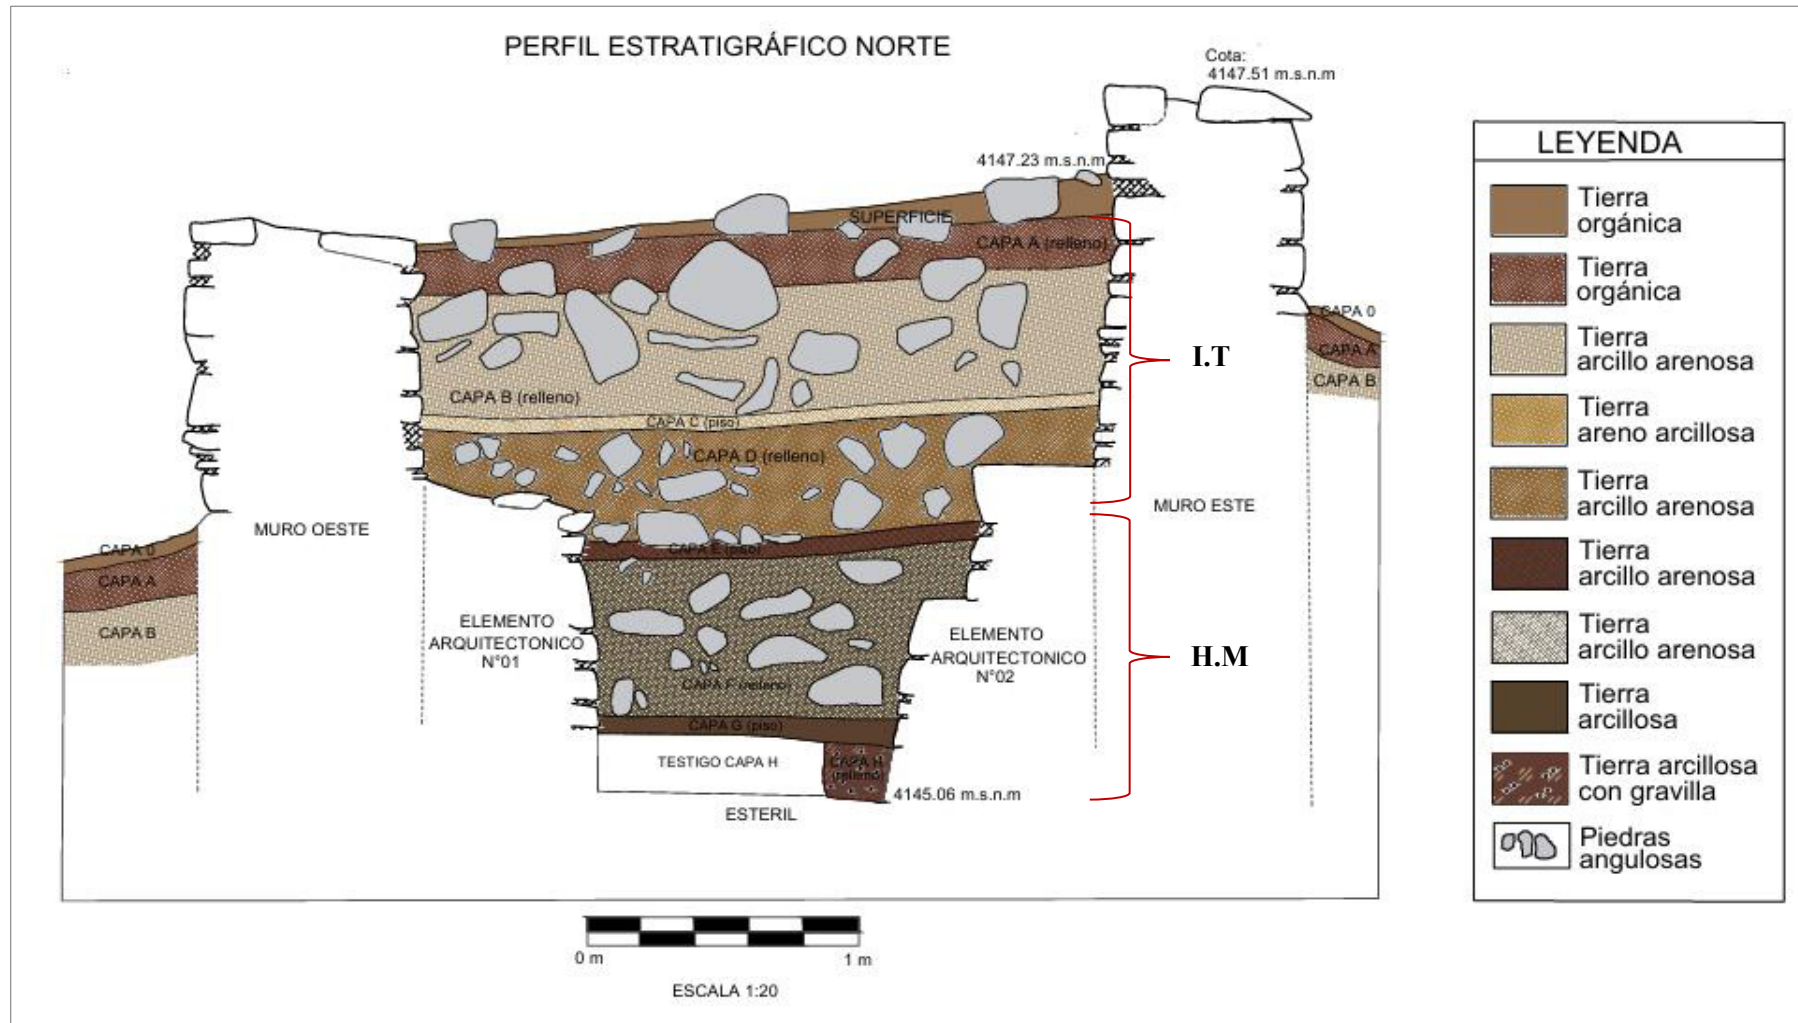 PERFIL ESTRATIGRÁFICO NORTE
Cota:
4147.51 m.s.n.m
4147.23 m.s.n.m
SUPERFICIE
CAPA A (relleno)
CAPA B (relleno)
CAPA C (piso)
CAPA D (relleno)
CAPA E (piso)
CAPA F (relleno)
CAPA G (piso)
TESTIGO CAPA H
CAPA H
(relleno)
4145.06 m.s.n.m
ESTERIL
MURO OESTE
CAPA 0
CAPA A
CAPA B
ELEMENTO
ARQUITECTONICO
N°01
ELEMENTO
ARQUITECTONICO
N°02
MURO ESTE
I.T
H.M
CAPA 0
CAPA A
CAPA B
0 m
1 m
ESCALA 1:20
LEYENDA
Tierra
orgánica
Tierra
orgánica
Tierra
arcillo arenosa
Tierra
areno arcillosa
Tierra
arcillo arenosa
Tierra
arcillo arenosa
Tierra
arcillo arenosa
Tierra
arcillosa
Tierra arcillosa
con gravilla
Piedras
angulosas